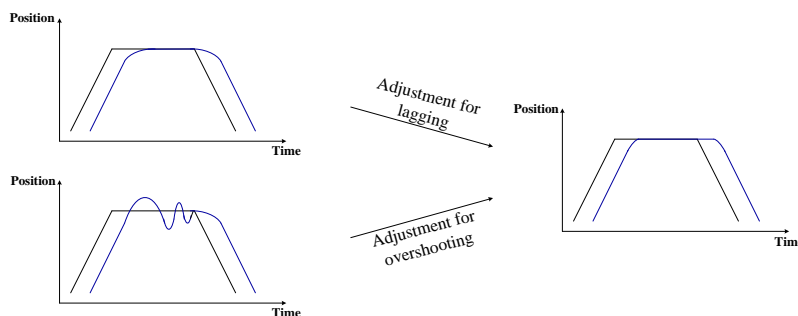 Position
Time
Adjustment for
lagging
Position
Tim
Position
Time
Adjustment for
overshooting